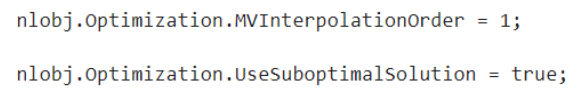 nlobj.Optimization.MVInterpolationOrder = 1;
nlobj.Optimization.UseSuboptimalSolution = true;